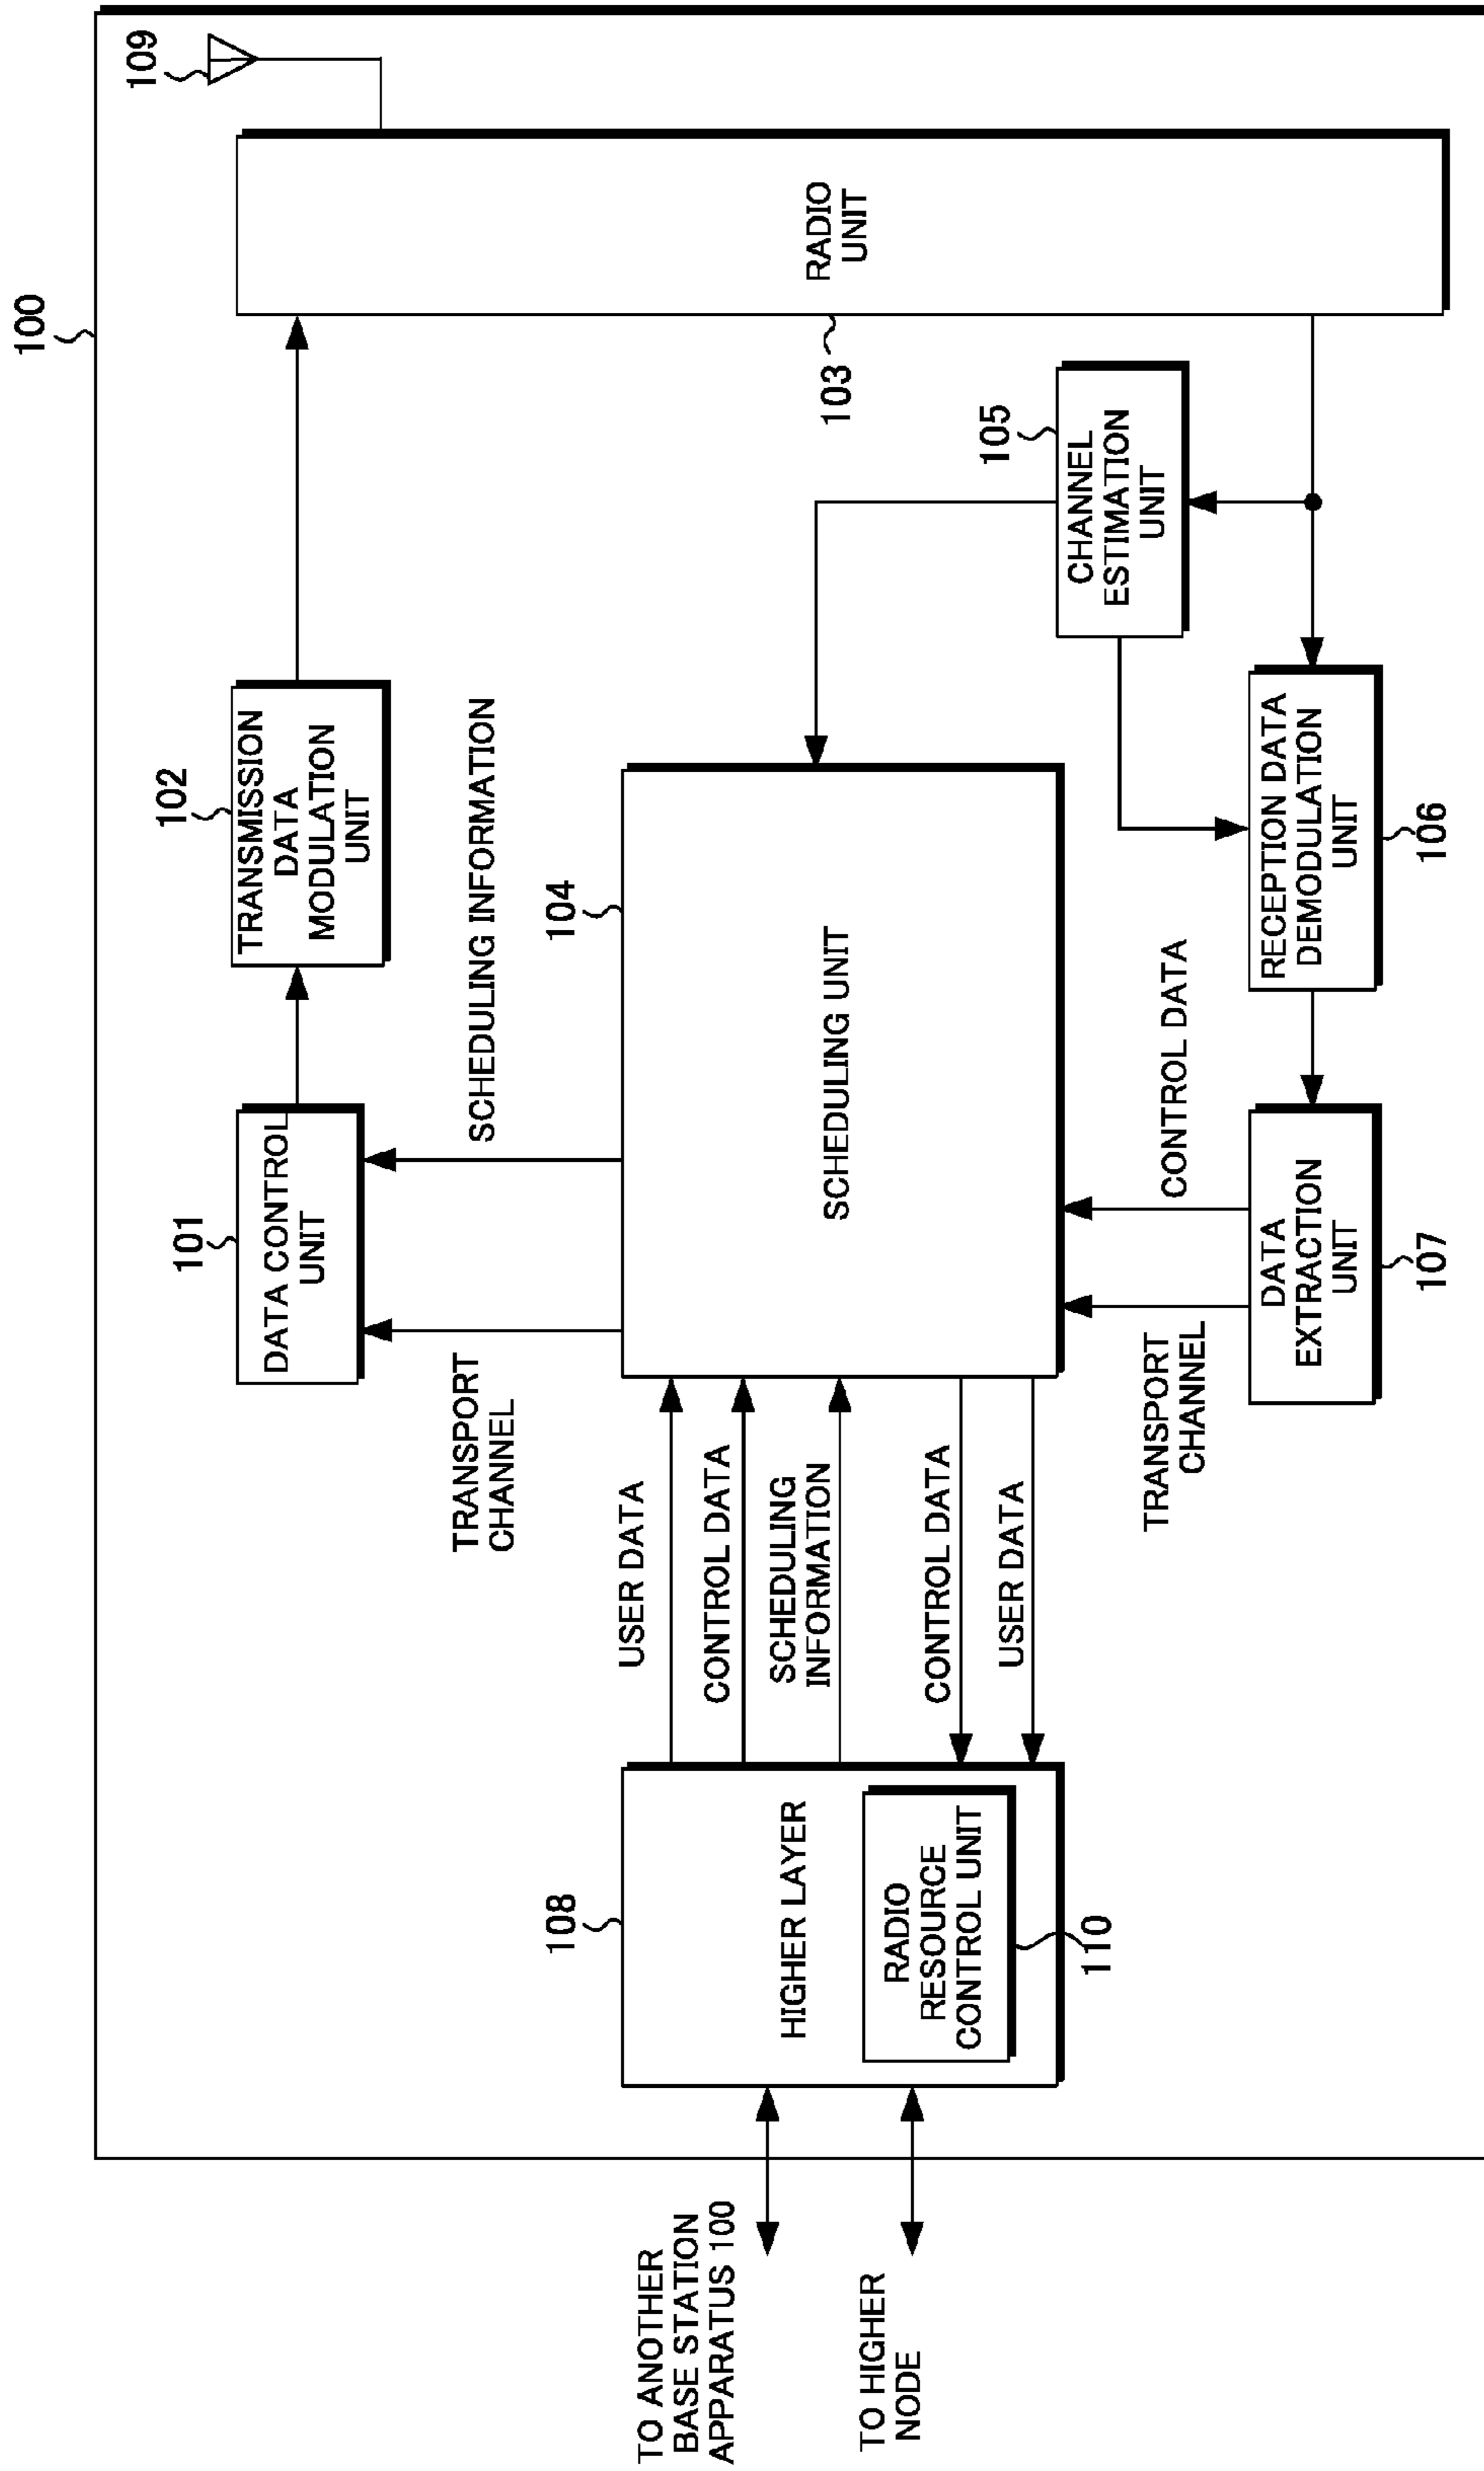 100
109
101
DATA CONTROL
UNIT
102
TRANSMISSION
DATA
MODULATION
UNIT
TRANSPORT
CHANNEL
SCHEDULING INFORMATION
108
HIGHER LAYER
RADIO
RESOURCE
CONTROL UNIT
110
TO ANOTHER
BASE STATION
APPARATUS 100
TO HIGHER
NODE
USER DATA
CONTROL DATA
SCHEDULING
INFORMATION
CONTROL DATA
USER DATA
104
SCHEDULING UNIT
RADIO
UNIT
103
105
CHANNEL
ESTIMATION
UNIT
TRANSPORT
CHANNEL
CONTROL DATA
DATA
EXTRACTION
UNIT
107
RECEPTION DATA
DEMODULATION
UNIT
106